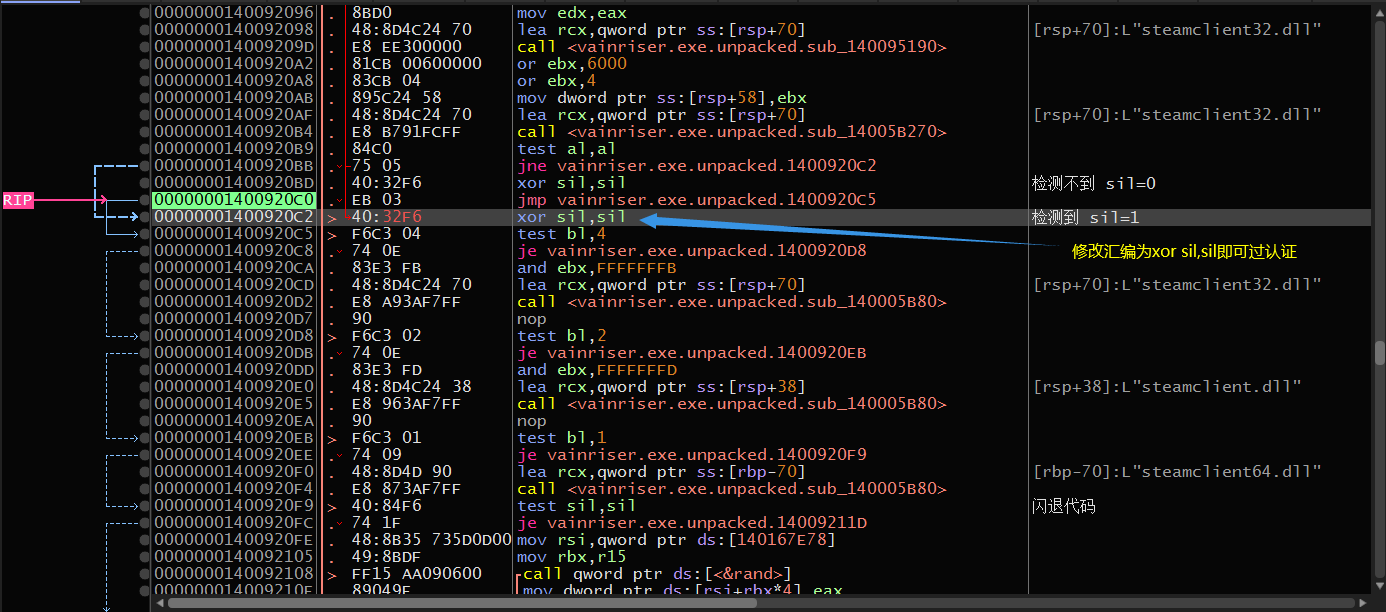 0000000140092096 . 8BD0 mov edx,eax
0000000140092098 . 48:8D4C24 70 lea rcx,qword ptr ss:[rsp+70] [rsp+70]:L"steamclient32.dll"
000000014009209D . E8 EE300000 call <vainriser.exe.unpacked.sub_140095190>
00000001400920A2 . 81CB 00600000 or ebx,6000
00000001400920A8 . 83CB 04 or ebx,4
00000001400920AB . 895C24 58 mov dword ptr ss:[rsp+58],ebx
00000001400920AF . 48:8D4C24 70 lea rcx,qword ptr ss:[rsp+70] [rsp+70]:L"steamclient32.dll"
00000001400920B4 . E8 B791FCFF call <vainriser.exe.unpacked.sub_14005B270>
00000001400920B9 . 84C0 test al,al
00000001400920BB . 75 05 jne vainriser.exe.unpacked.1400920C2
00000001400920BD . 40:32F6 xor sil,sil 检测不到 sil=0
RIP 00000001400920C0 . EB 03 jmp vainriser.exe.unpacked.1400920C5
00000001400920C2 > 40:32F6 xor sil,sil 检测到 sil=1
00000001400920C5 > F6C3 04 test bl,4
00000001400920C8 . 74 0E je vainriser.exe.unpacked.1400920D8 修改汇编为xor sil,sil即可过认证
00000001400920CA . 83E3 FB and ebx,FFFFFFFB
00000001400920CD . 48:8D4C24 70 lea rcx,qword ptr ss:[rsp+70] [rsp+70]:L"steamclient32.dll"
00000001400920D2 . E8 A93AF7FF call <vainriser.exe.unpacked.sub_140005B80>
00000001400920D7 . 90 nop
00000001400920D8 > F6C3 02 test bl,2
00000001400920DB . 74 0E je vainriser.exe.unpacked.1400920EB
00000001400920DD . 83E3 FD and ebx,FFFFFFFD
00000001400920E0 . 48:8D4C24 38 lea rcx,qword ptr ss:[rsp+38] [rsp+38]:L"steamclient.dll"
00000001400920E5 . E8 963AF7FF call <vainriser.exe.unpacked.sub_140005B80>
00000001400920EA . 90 nop
00000001400920EB > F6C3 01 test bl,1
00000001400920EE . 74 09 je vainriser.exe.unpacked.1400920F9
00000001400920F0 . 48:8D4D 90 lea rcx,qword ptr ss:[rbp-70] [rbp-70]:L"steamclient64.dll"
00000001400920F4 . E8 873AF7FF call <vainriser.exe.unpacked.sub_140005B80>
00000001400920F9 > 40:84F6 test sil,sil 闪退代码
00000001400920FC . 74 1F je vainriser.exe.unpacked.14009211D
00000001400920FE . 48:8B35 735D0D00 mov rsi,qword ptr ds:[140167E78]
0000000140092105 . 49:8BDF mov rbx,r15
0000000140092108 > FF15 AA090600 call qword ptr ds:[<&rand>]
000000014009210E . 89049E mov dword ptr ds:[rsi+rbx*4],eax